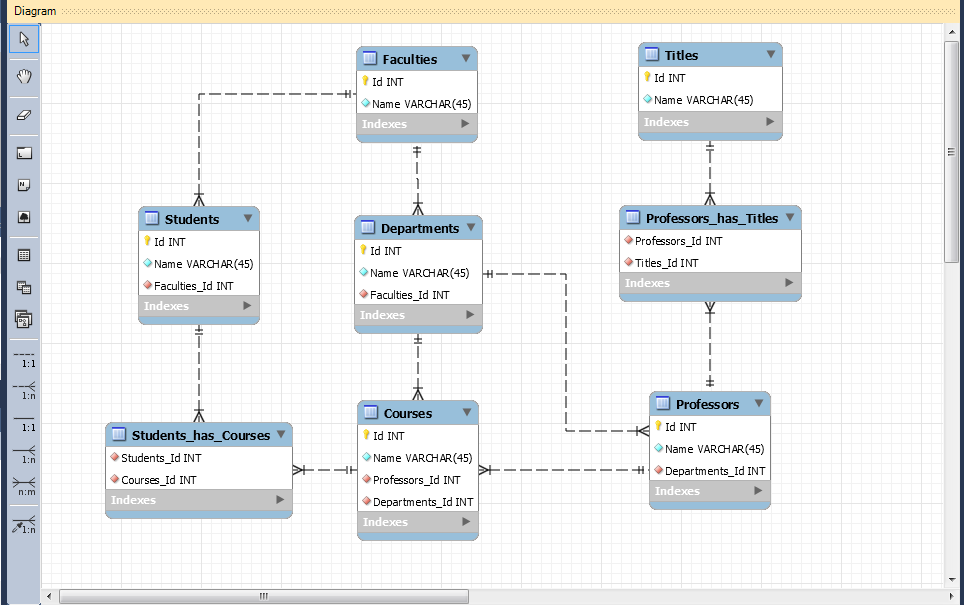 Diagram
Faculties
Id INT
Name VARCHAR(45)
Indexes
Titles
Id INT
Name VARCHAR(45)
Indexes
Students
Id INT
Name VARCHAR(45)
Faculties_Id INT
Indexes
Departments
Id INT
Name VARCHAR(45)
Faculties_Id INT
Indexes
Professors_has_Titles
Professors_Id INT
Titles_Id INT
Indexes
Students_has_Courses
Students_Id INT
Courses_Id INT
Indexes
Courses
Id INT
Name VARCHAR(45)
Professors_Id INT
Departments_Id INT
Indexes
Professors
Id INT
Name VARCHAR(45)
Departments_Id INT
Indexes
1:1
1:n
1:1
1:n
n:m
1:n